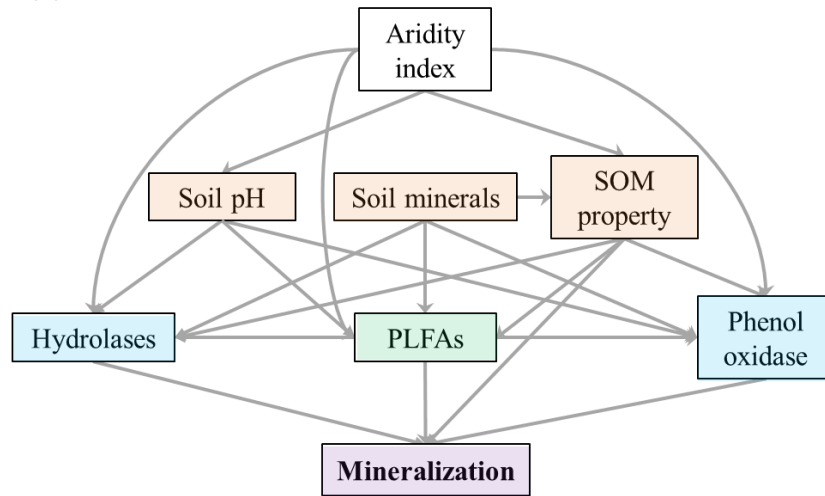 Aridity
index
Soil pH
Soil minerals
SOM
property
Hydrolases
PLFAs
Phenol
oxidase
Mineralization